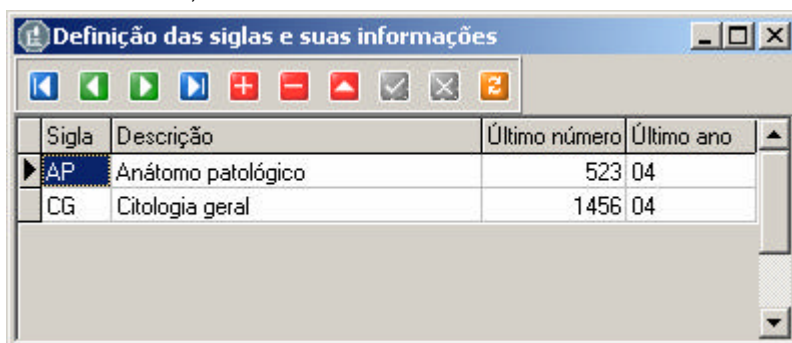 Definição das siglas e suas informações
Sigla Descrição Último número Último ano
AP Anátomo patológico 523 04
CG Citologia geral 1456 04